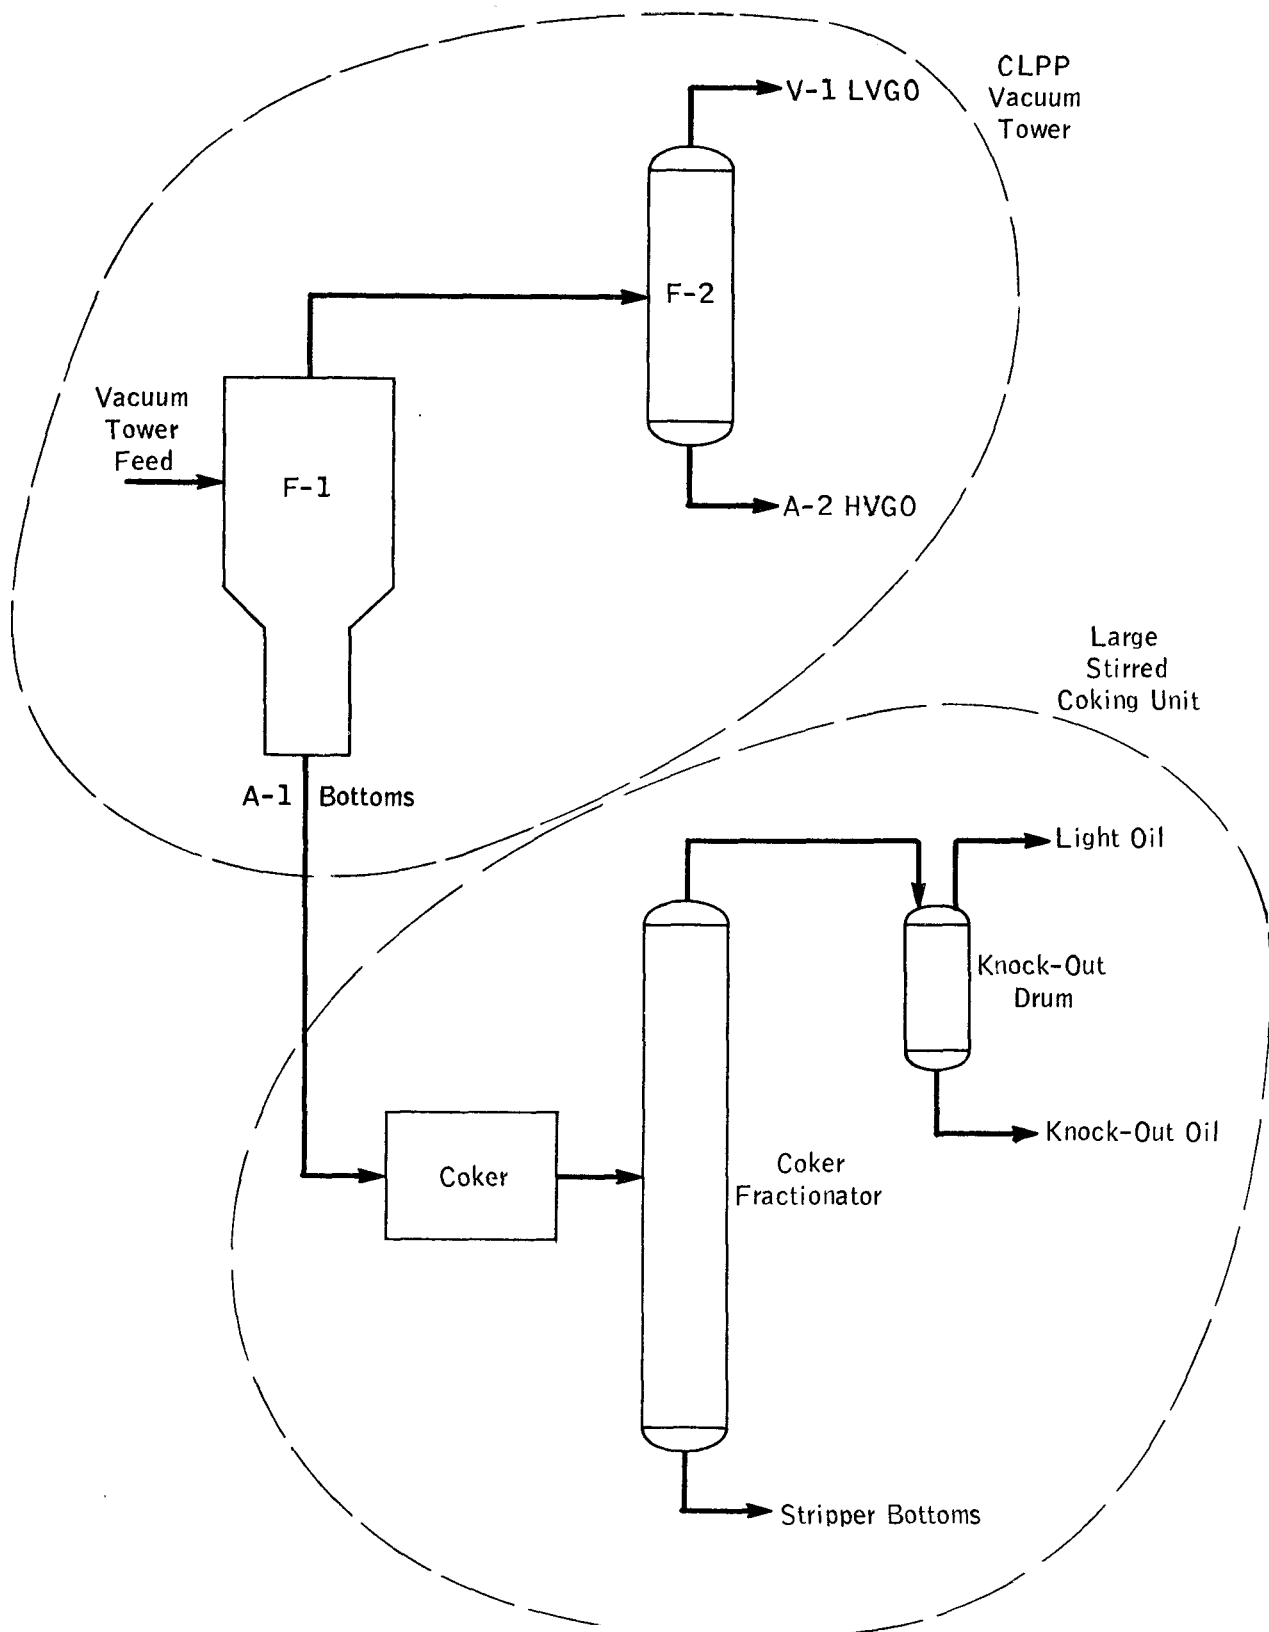 CLPP
Vacuum
Tower
V-1 LVGO
F-2
Vacuum
Tower
Feed
F-1
A-2 HVGO
Large
Stirred
Coking Unit
A-1 Bottoms
Light Oil
Knock-Out
Drum
Knock-Out Oil
Coker
Coker
Fractionator
Stripper Bottoms